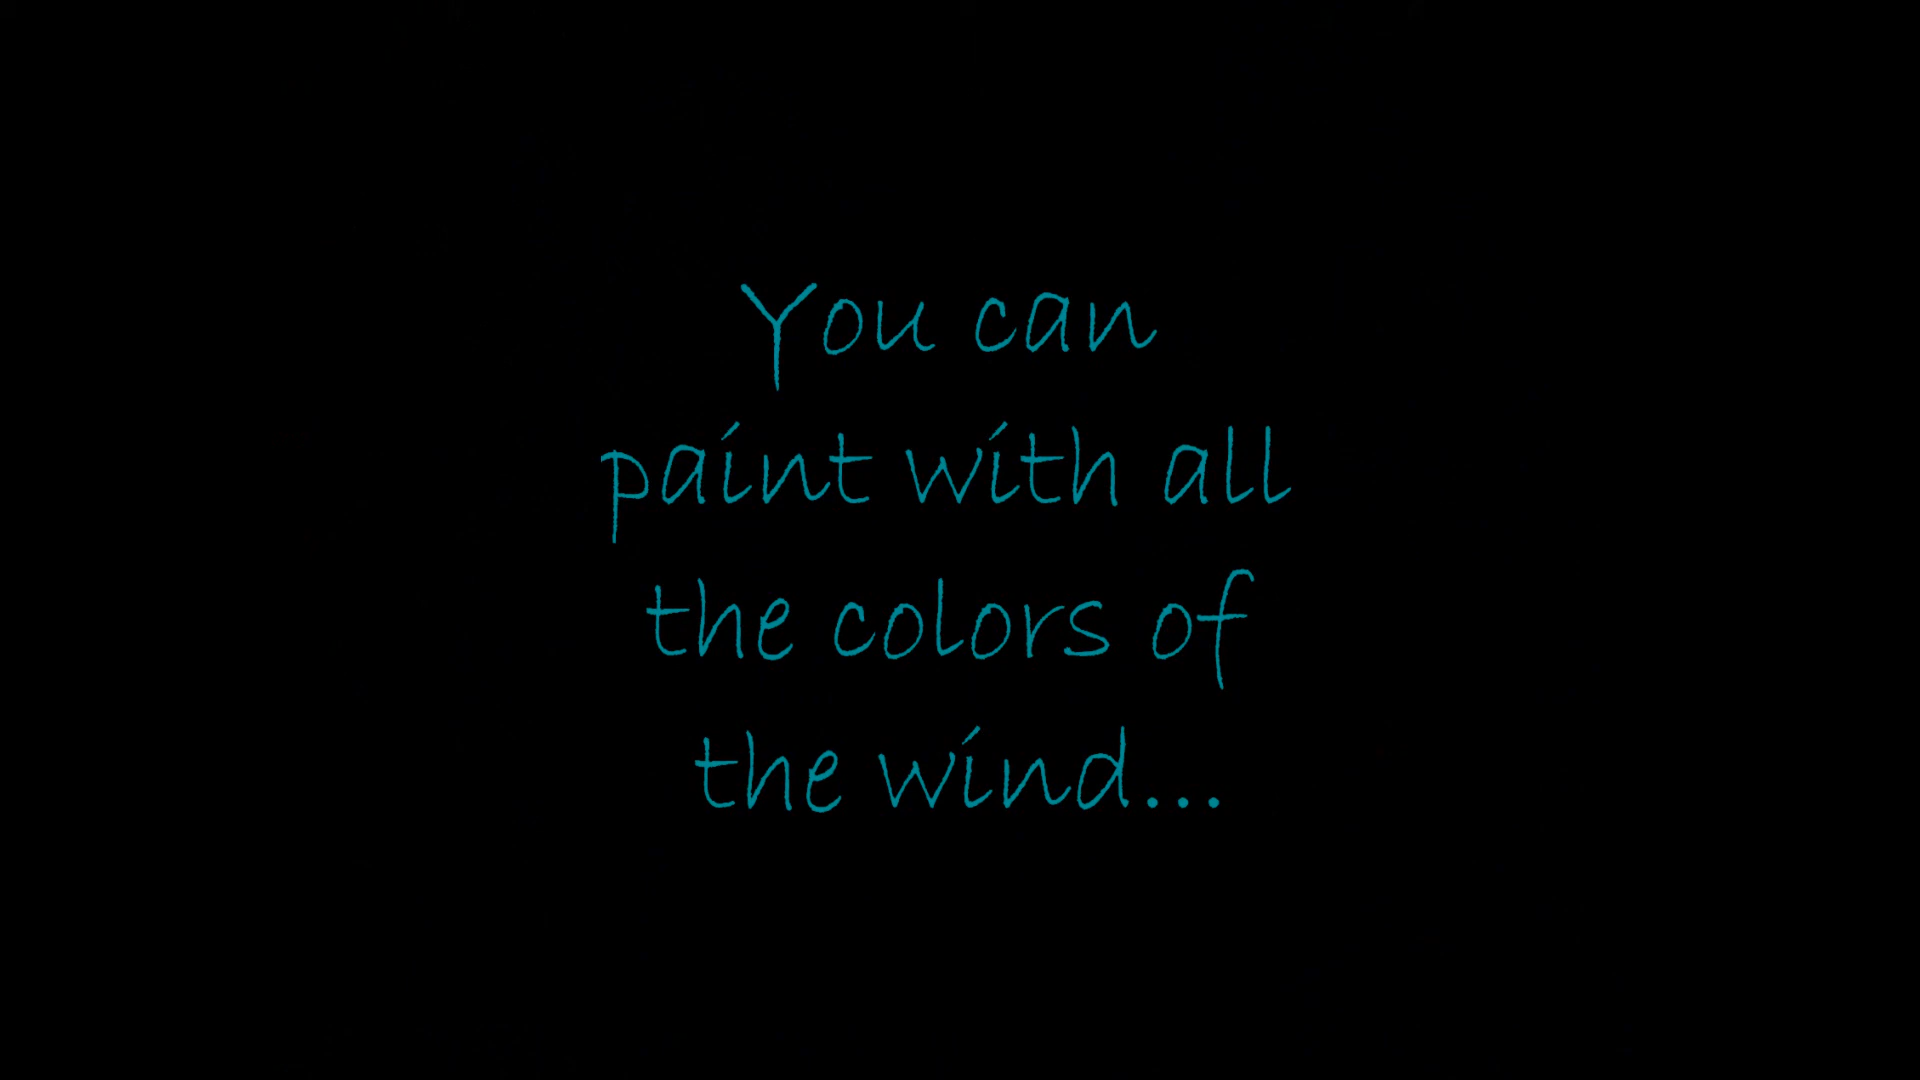 You can
paint with all
the colors of
the wind...